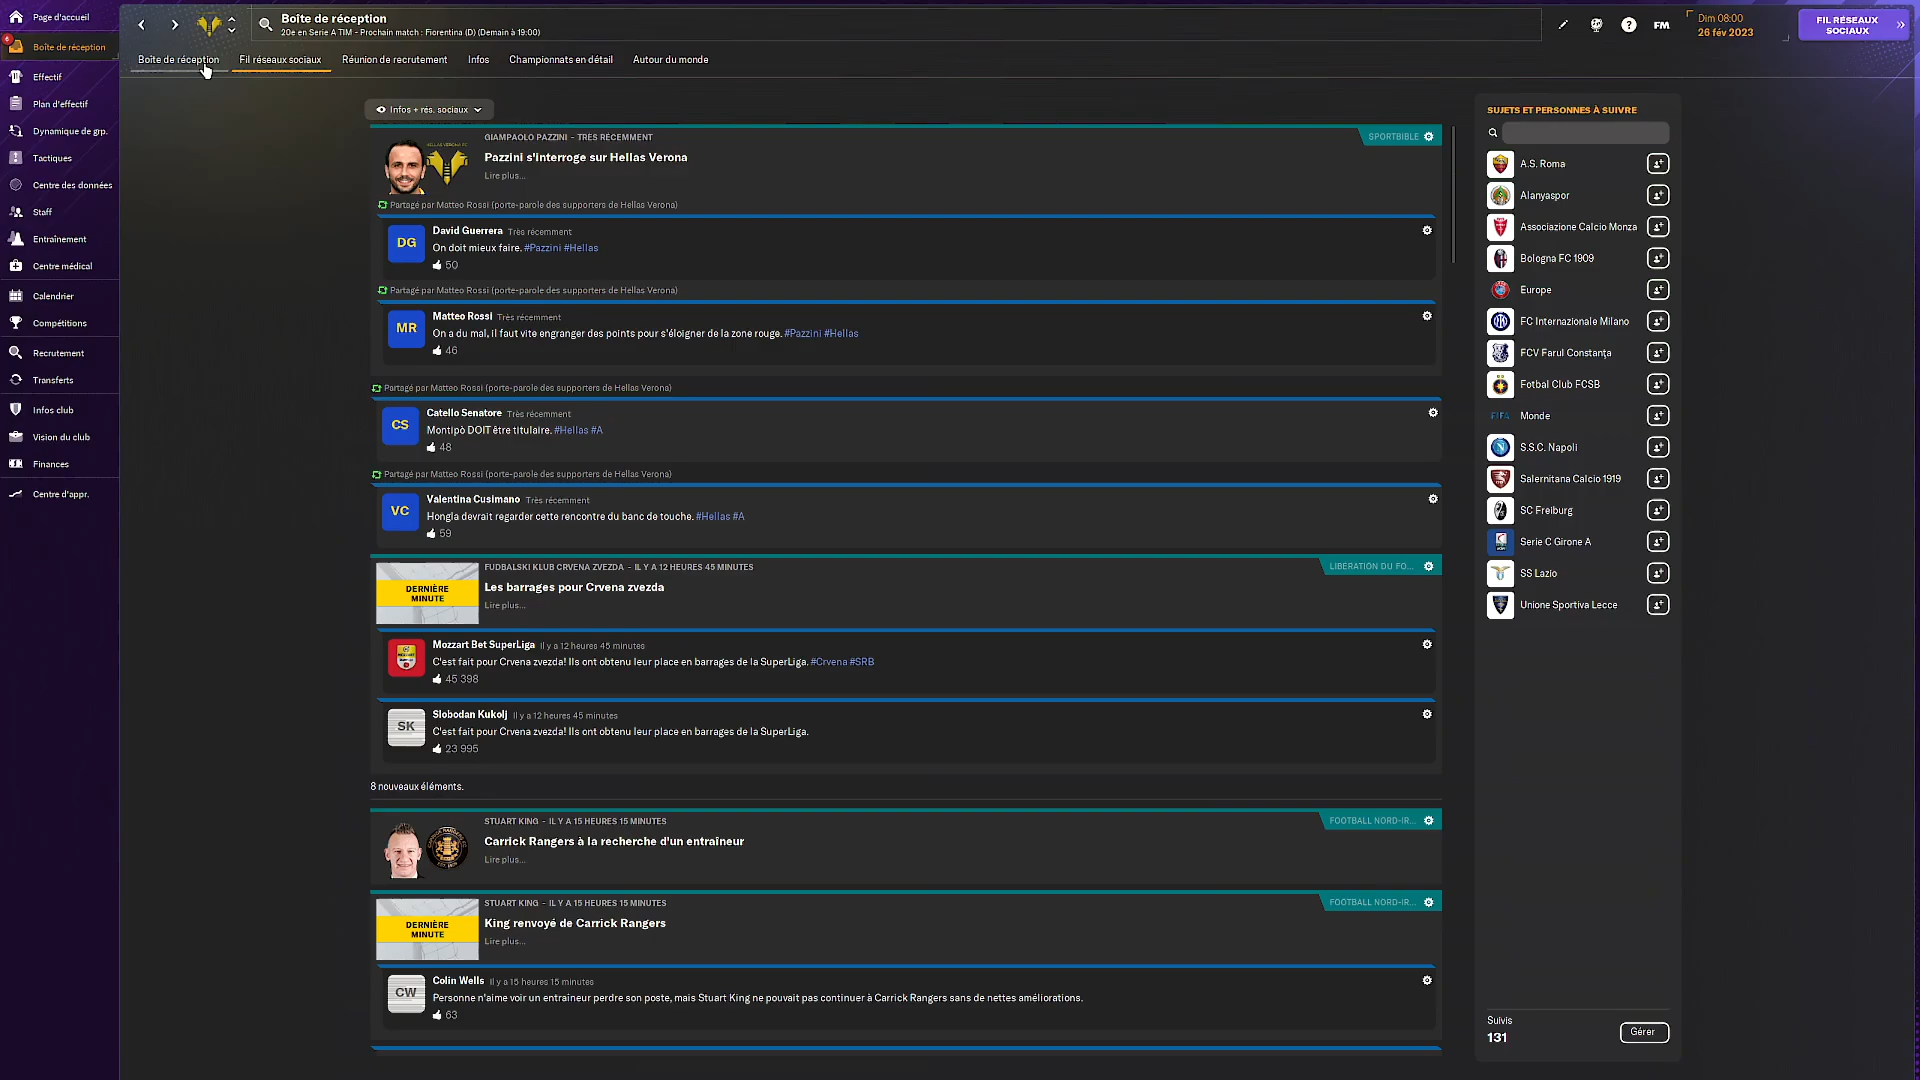 Page d'accueil
6
Boîte de réception
Effectif
Plan d'effectif
Dynamique de grp.
Tactiques
Centre des données
Staff
Entraînement
Centre médical
Calendrier
Compétitions
Recrutement
Transferts
Infos club
Vision du club
Finances
Centre d'appr.
Boîte de réception
20e en Serie A TIM - Prochain match : Fiorentina (D) (Demain à 19:00)
FM
Dim 08:00
26 fév 2023
FIL RÉSEAUX SOCIAUX
Boîte de réception
Fil réseaux sociaux
Réunion de recrutement
Infos
Championnats en détail
Autour du monde
Infos + rés. sociaux
GIAMPAOLO PAZZINI - TRÈS RÉCEMMENT
SPORTBIBLE
Pazzini s'interroge sur Hellas Verona
Lire plus...
Partagé par Matteo Rossi (porte-parole des supporters de Hellas Verona)
DG
David Guerrera Très récemment
On doit mieux faire. #Pazzini #Hellas
50
Partagé par Matteo Rossi (porte-parole des supporters de Hellas Verona)
MR
Matteo Rossi Très récemment
On a du mal, il faut vite engranger des points pour s'éloigner de la zone rouge. #Pazzini #Hellas
46
Partagé par Matteo Rossi (porte-parole des supporters de Hellas Verona)
CS
Catello Senatore Très récemment
Montipò DOIT être titulaire. #Hellas #A
48
Partagé par Matteo Rossi (porte-parole des supporters de Hellas Verona)
VC
Valentina Cusimano Très récemment
Hongla devrait regarder cette rencontre du banc de touche. #Hellas #A
59
FUDBALSKI KLUB CRVENA ZVEZDA - IL Y A 12 HEURES 45 MINUTES
LIBERATION DU FO...
DERNIÈRE MINUTE
Les barrages pour Crvena zvezda
Lire plus...
Mozzart Bet SuperLiga Il y a 12 heures 45 minutes
C'est fait pour Crvena zvezda! Ils ont obtenu leur place en barrages de la SuperLiga. #Crvena #SRB
45 398
SK
Slobodan Kukolj Il y a 12 heures 45 minutes
C'est fait pour Crvena zvezda! Ils ont obtenu leur place en barrages de la SuperLiga.
23 995
8 nouveaux éléments.
STUART KING - IL Y A 15 HEURES 15 MINUTES
FOOTBALL NORD-IR...
Carrick Rangers à la recherche d'un entraîneur
Lire plus...
STUART KING - IL Y A 15 HEURES 15 MINUTES
FOOTBALL NORD-IR...
DERNIÈRE MINUTE
King renvoyé de Carrick Rangers
Lire plus...
CW
Colin Wells Il y a 15 heures 15 minutes
Personne n'aime voir un entraîneur perdre son poste, mais Stuart King ne pouvait pas continuer à Carrick Rangers sans de nettes améliorations.
63
SUJETS ET PERSONNES À SUIVRE
A.S. Roma
Alanyaspor
Associazione Calcio Monza
Bologna FC 1909
Europe
FC Internazionale Milano
FCV Farul Constanța
Fotbal Club FCSB
FIFA
Monde
S.S.C. Napoli
Salernitana Calcio 1919
SC Freiburg
Serie C Girone A
SS Lazio
Unione Sportiva Lecce
Suivis
131
Gérer